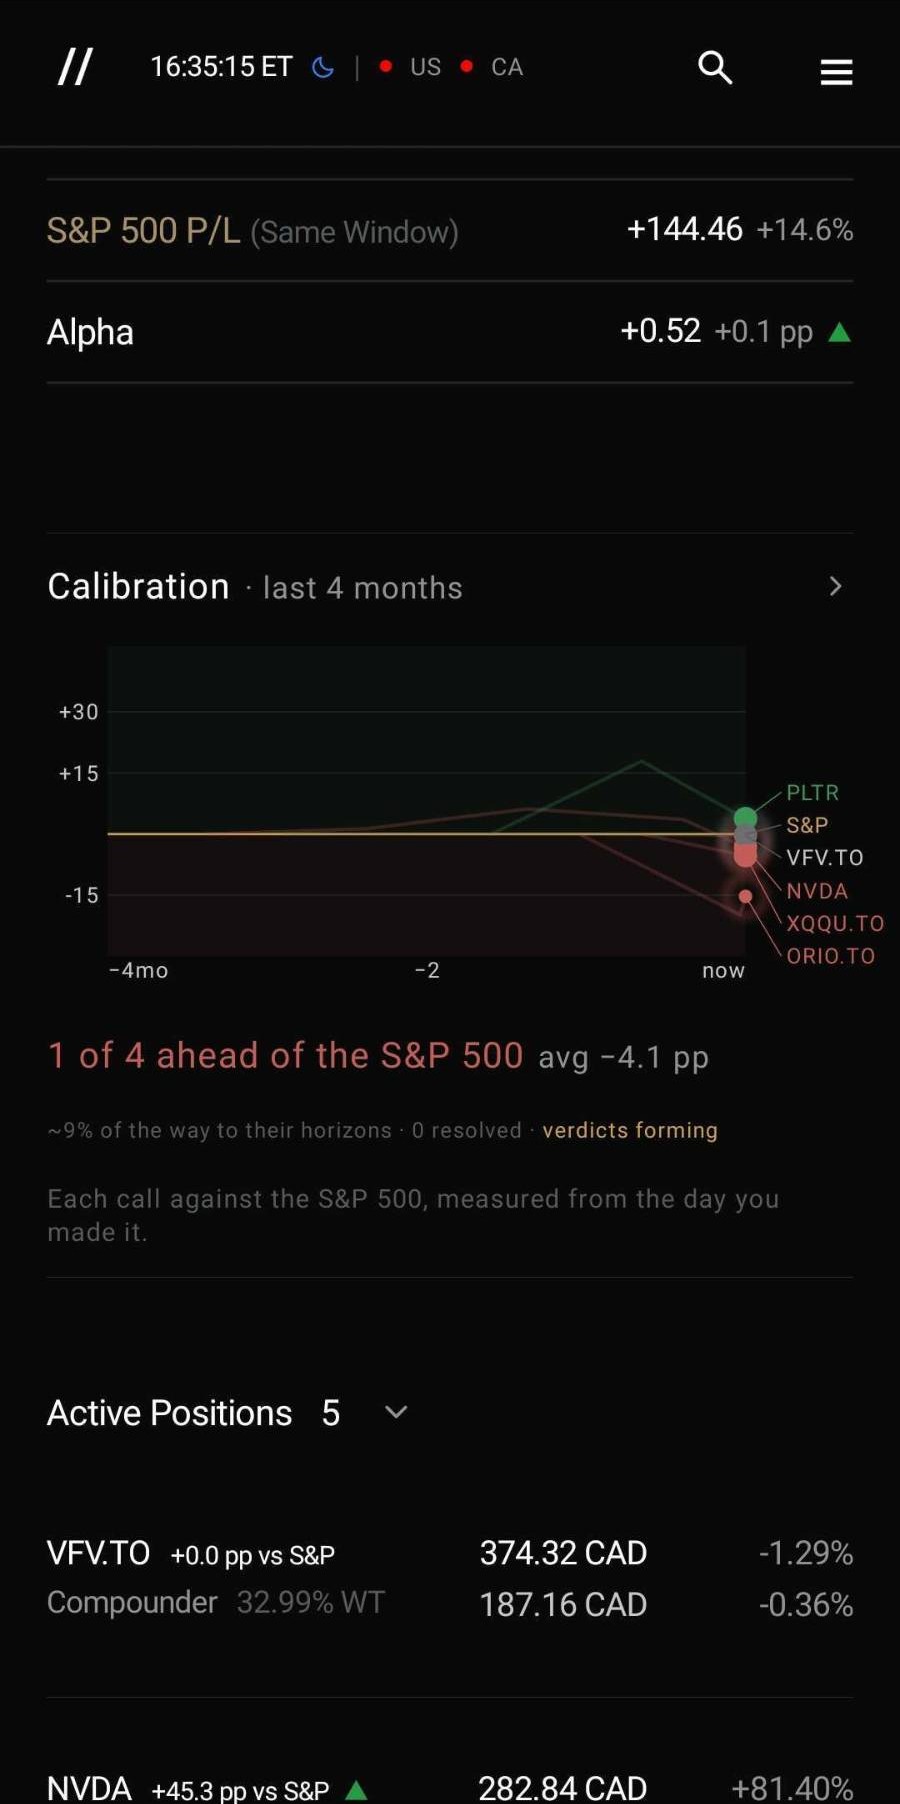 // 16:35:15 ET | US CA
S&P 500 P/L (Same Window) +144.46 +14.6%
Alpha +0.52 +0.1 pp ▲
Calibration · last 4 months
+30
+15
-15
−4mo −2 now
PLTR
S&P
VFV.TO
NVDA
XQQU.TO
ORIO.TO
1 of 4 ahead of the S&P 500 avg −4.1 pp
~9% of the way to their horizons · 0 resolved · verdicts forming
Each call against the S&P 500, measured from the day you
made it.
Active Positions 5
VFV.TO +0.0 pp vs S&P 374.32 CAD -1.29%
Compounder 32.99% WT 187.16 CAD -0.36%
NVDA +45.3 pp vs S&P ▲ 282.84 CAD +81.40%